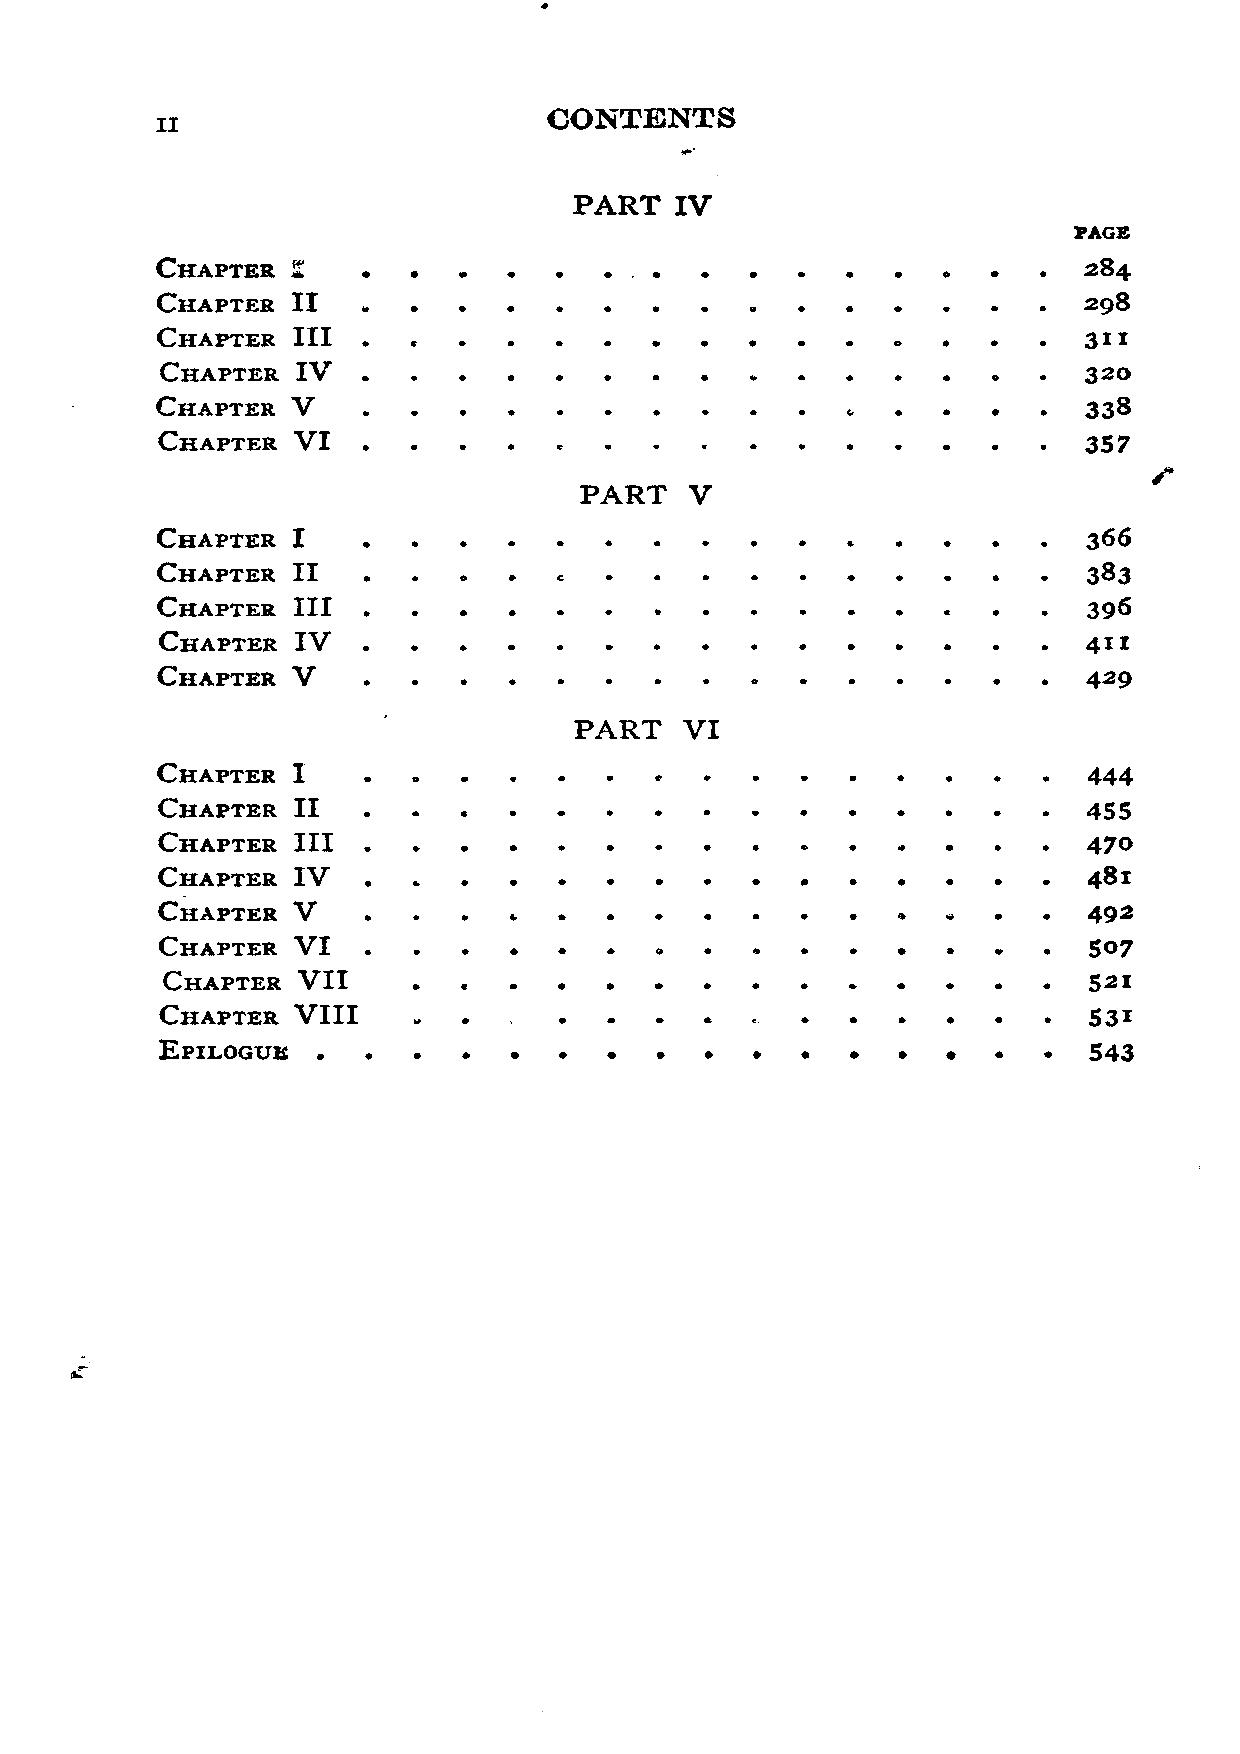 II CONTENTS
PART IV
PAGE
CHAPTER I . . . . . . . . . . . . . . . 284
CHAPTER II . . . . . . . . . . . . . . . 298
CHAPTER III . . . . . . . . . . . . . . . 311
CHAPTER IV . . . . . . . . . . . . . . . 320
CHAPTER V . . . . . . . . . . . . . . . 338
CHAPTER VI . . . . . . . . . . . . . . . 357
PART V
CHAPTER I . . . . . . . . . . . . . . . 366
CHAPTER II . . . . . . . . . . . . . . . 383
CHAPTER III . . . . . . . . . . . . . . . 396
CHAPTER IV . . . . . . . . . . . . . . . 411
CHAPTER V . . . . . . . . . . . . . . . 429
PART VI
CHAPTER I . . . . . . . . . . . . . . . 444
CHAPTER II . . . . . . . . . . . . . . . 455
CHAPTER III . . . . . . . . . . . . . . . 470
CHAPTER IV . . . . . . . . . . . . . . . 481
CHAPTER V . . . . . . . . . . . . . . . 492
CHAPTER VI . . . . . . . . . . . . . . . 507
CHAPTER VII . . . . . . . . . . . . . . 521
CHAPTER VIII . . . . . . . . . . . . . . 531
EPILOGUE . . . . . . . . . . . . . . . . 543